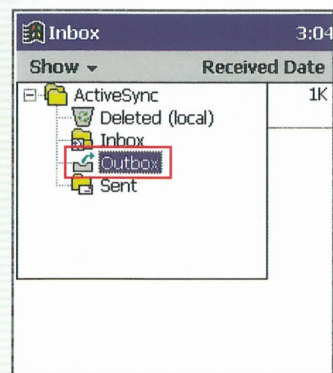 Inbox 3:04
Show Received Date
ActiveSync 1K
Deleted (local)
Inbox
Outbox
Sent